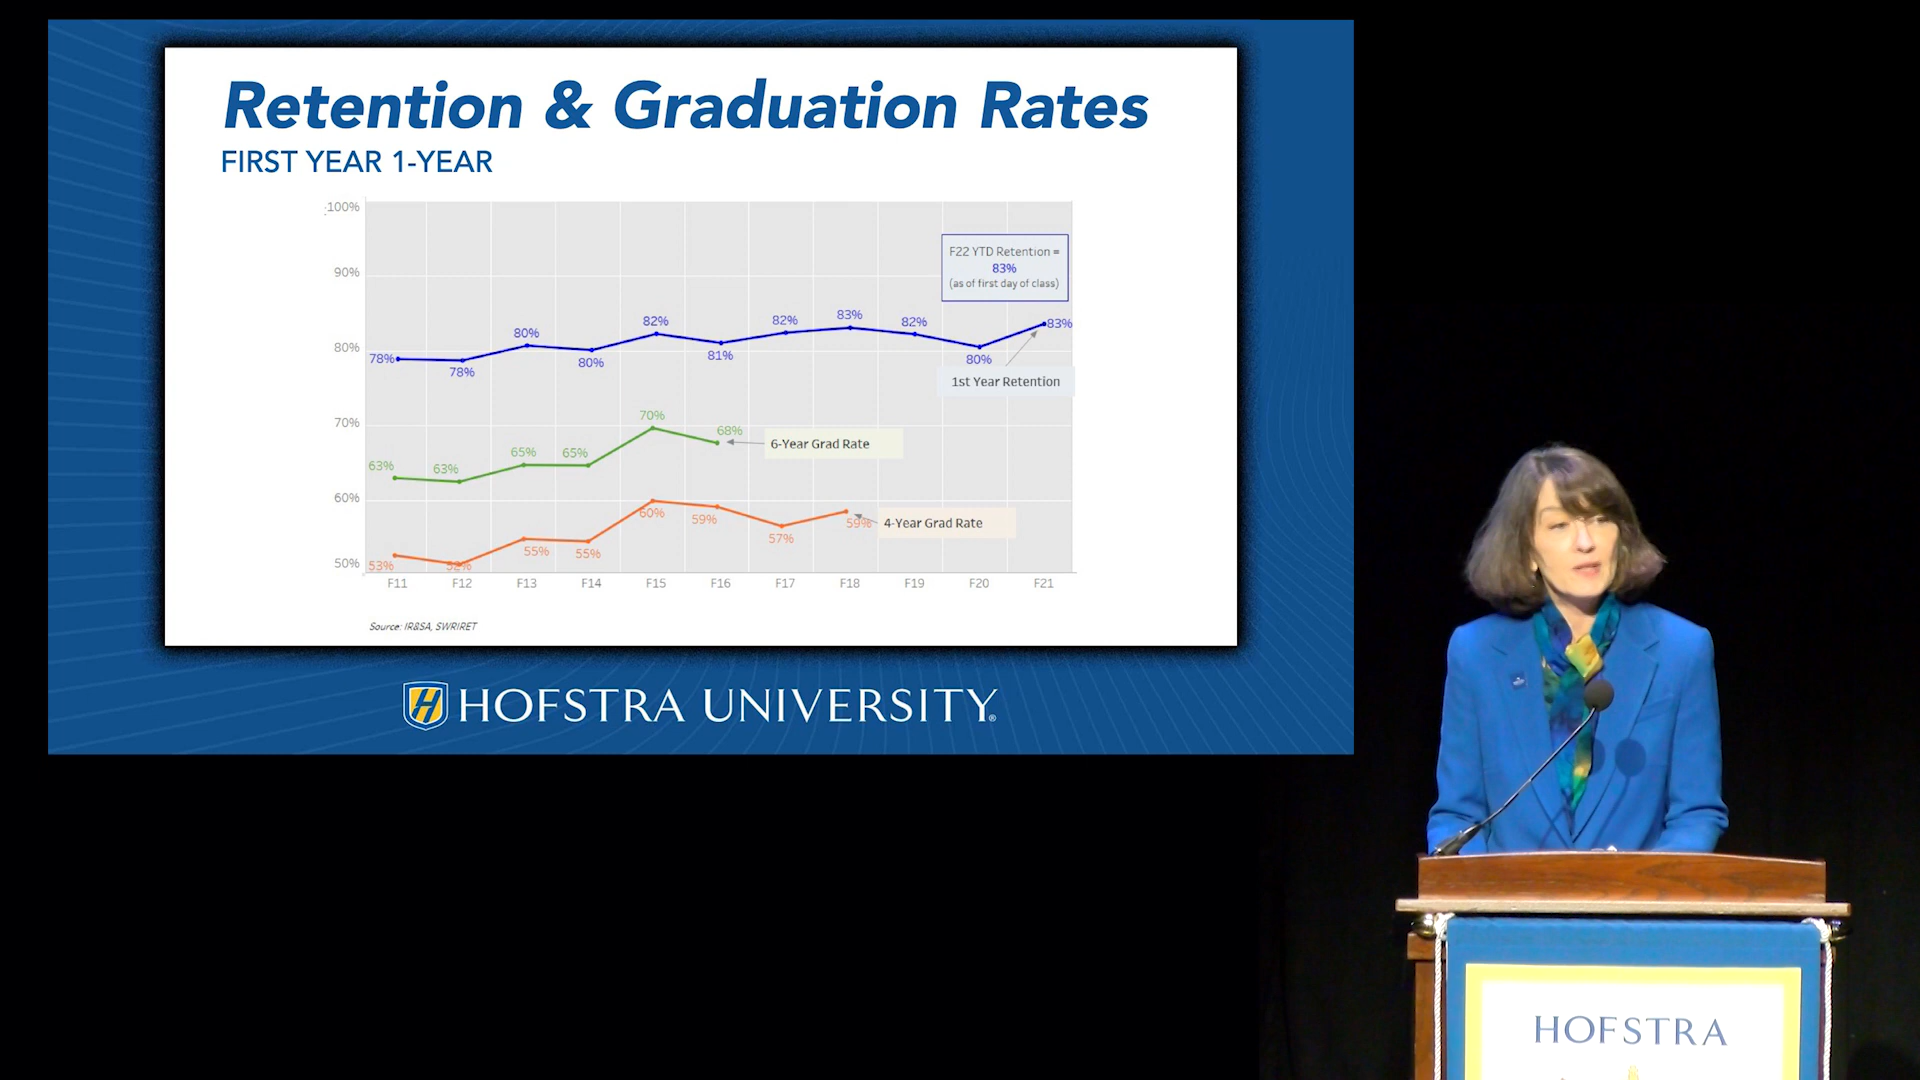 Retention & Graduation Rates
FIRST YEAR 1-YEAR
100%
90%
80%
70%
60%
50%
F22 YTD Retention =
83%
(as of first day of class)
78%
78%
80%
80%
82%
81%
82%
83%
82%
80%
83%
1st Year Retention
63%
63%
65%
65%
70%
68%
6-Year Grad Rate
53%
52%
55%
55%
60%
59%
57%
59%
4-Year Grad Rate
F11 F12 F13 F14 F15 F16 F17 F18 F19 F20 F21
Source: IR&SA, SWRIRET
HOFSTRA UNIVERSITY®
HOFSTRA